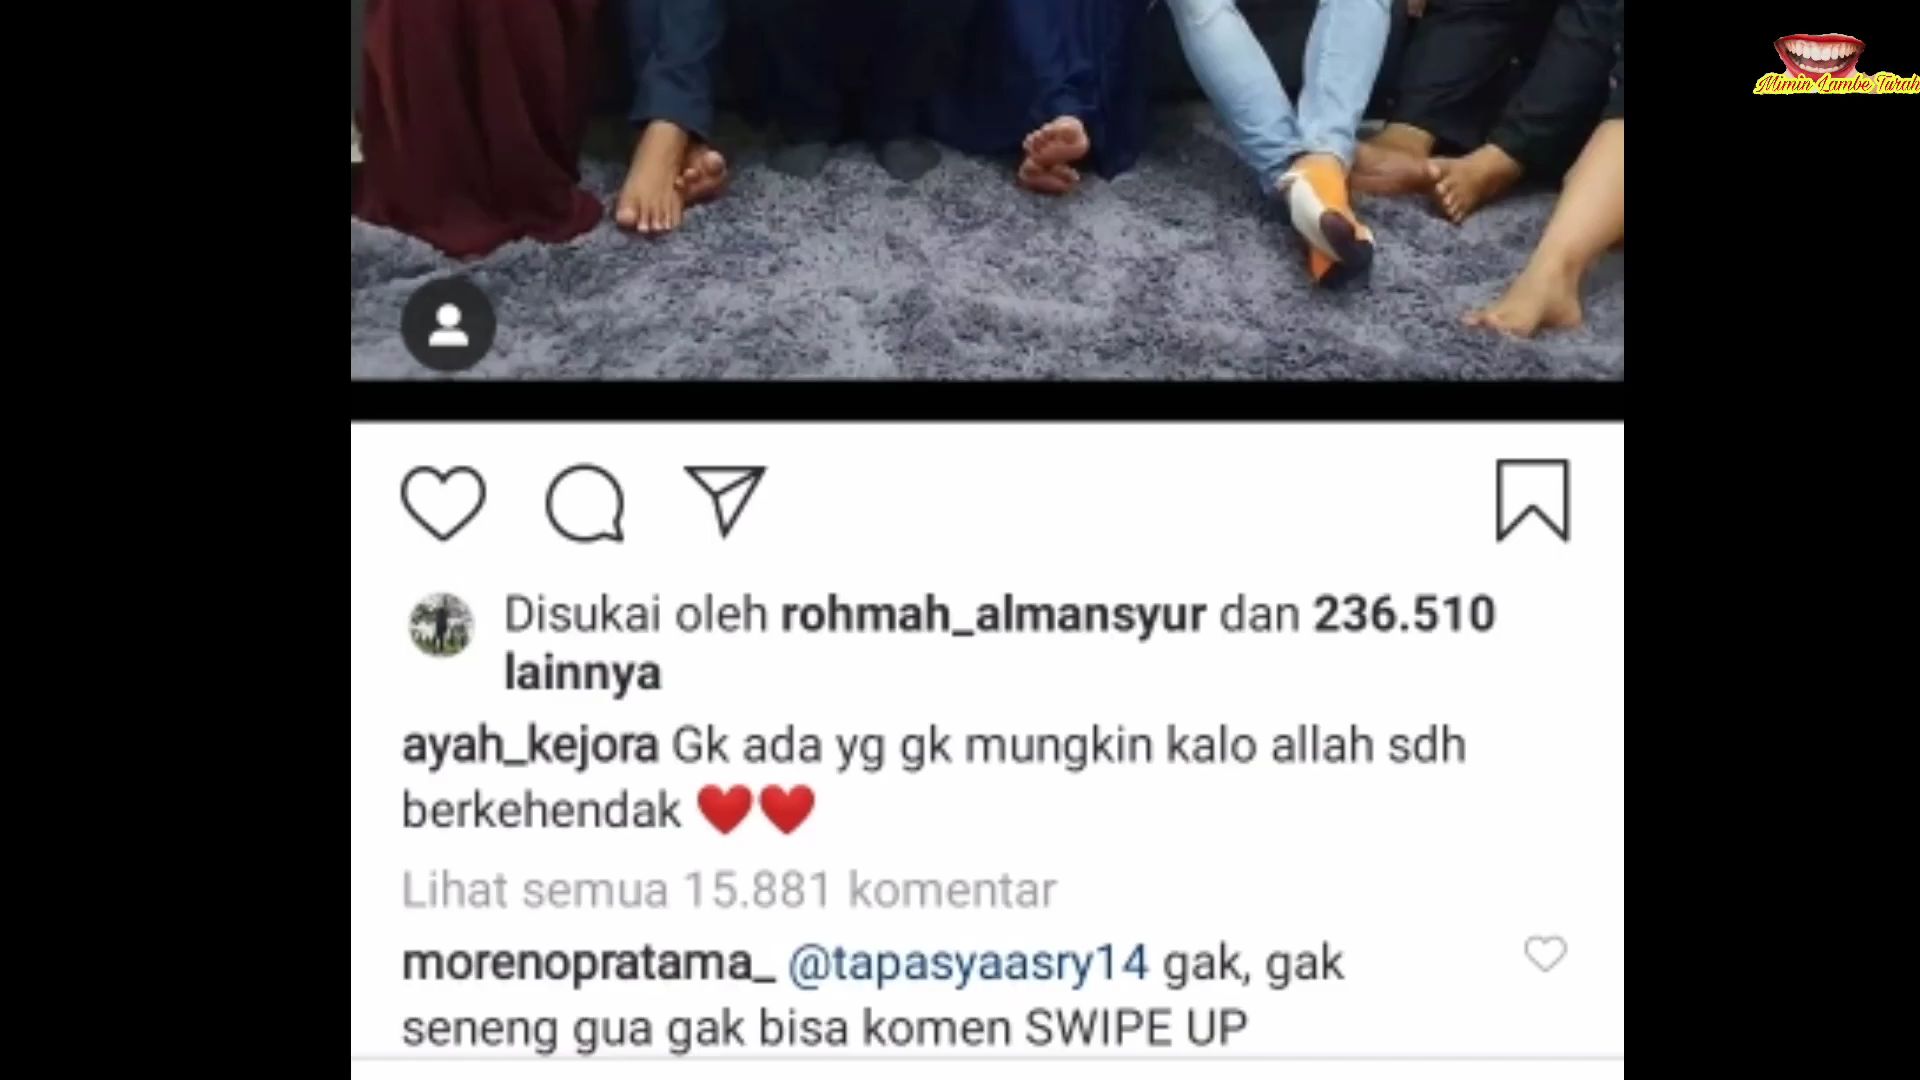 Mimin Lambe Turah
Disukai oleh rohmah_almansyur dan 236.510
lainnya
ayah_kejora Gk ada yg gk mungkin kalo allah sdh
berkehendak ❤️❤️
Lihat semua 15.881 komentar
morenopratama_ @tapasyaasry14 gak, gak
seneng gua gak bisa komen SWIPE UP